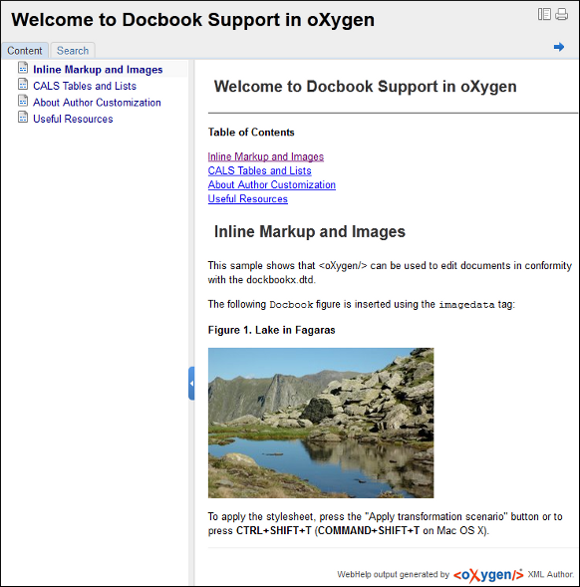 Welcome to Docbook Support in oXygen
Content
Search
Inline Markup and Images
CALS Tables and Lists
About Author Customization
Useful Resources
Welcome to Docbook Support in oXygen
Table of Contents
Inline Markup and Images
CALS Tables and Lists
About Author Customization
Useful Resources
Inline Markup and Images
This sample shows that <oXygen/> can be used to edit documents in conformity
with the dockbookx.dtd.
The following Docbook figure is inserted using the imagedata tag:
Figure 1. Lake in Fagaras
To apply the stylesheet, press the "Apply transformation scenario" button or to
press CTRL+SHIFT+T (COMMAND+SHIFT+T on Mac OS X).
WebHelp output generated by <oXygen/> XML Author.